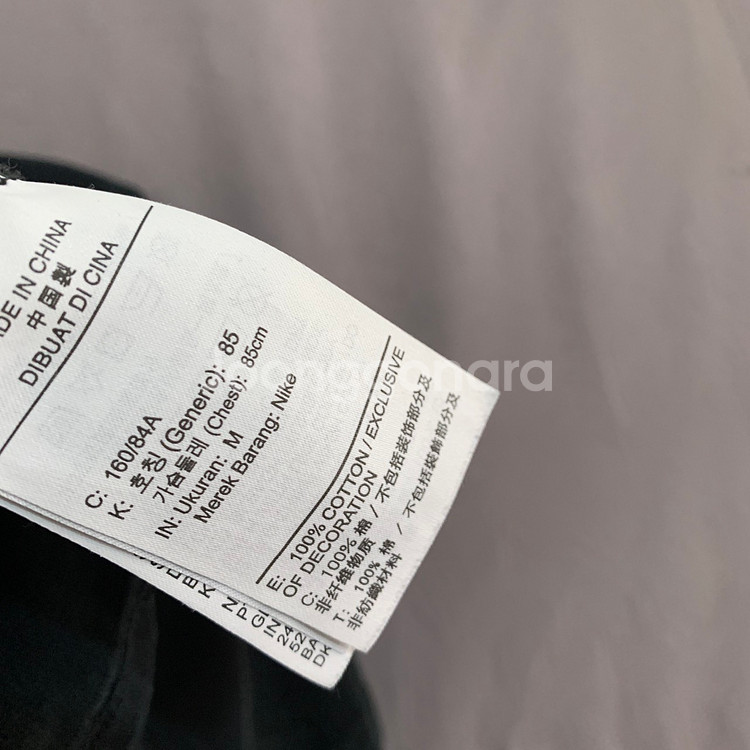 IN CHINA
中国製
DIBUAT DI CINA
C: 160/84A
K: 호칭 (Generic): 85
가슴둘레 (Chest): 85cm
IN: Ukuran: M
Merek Barang: Nike
E: 100% COTTON / EXCLUSIVE
OF DECORATION
C: 100% 棉 / 不包括装饰部分及
非纤维物质
T: 100% 棉 / 不包括裝飾部分及
非紡織材料